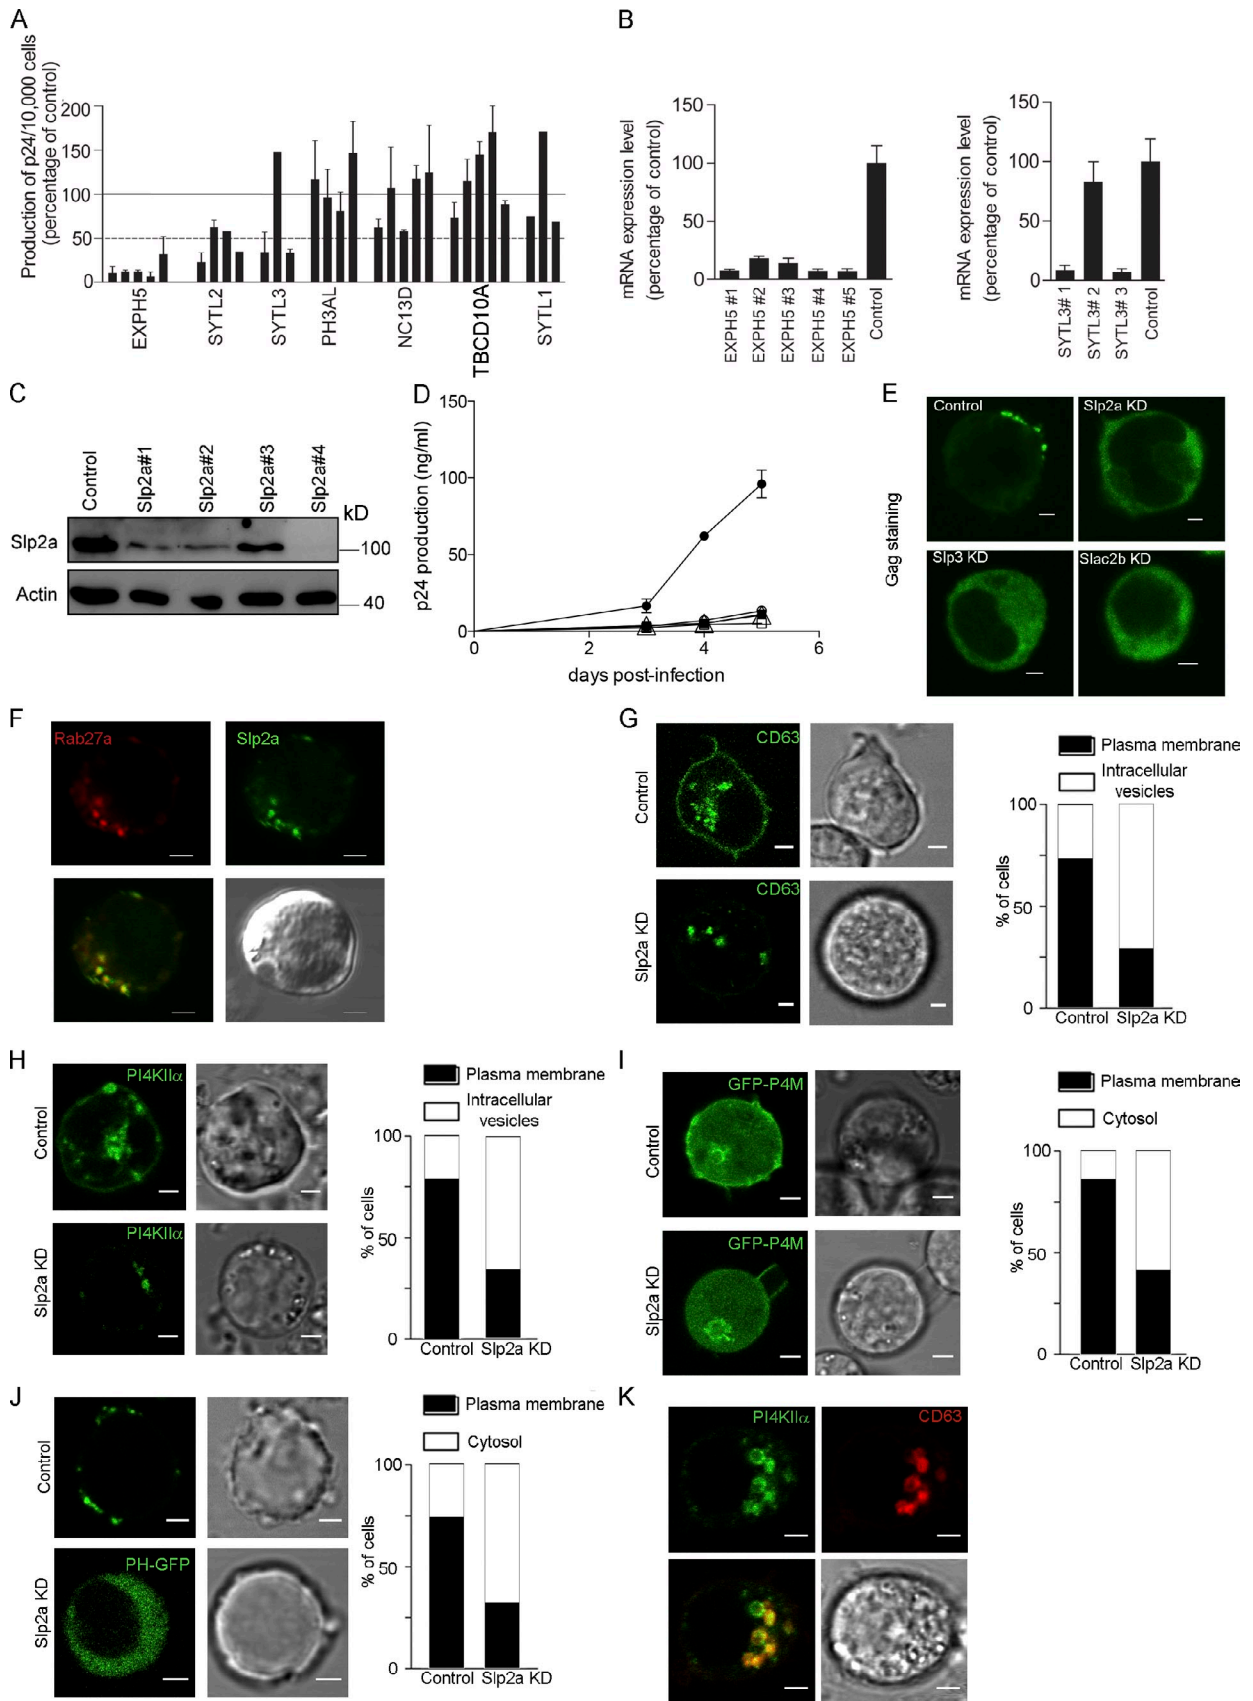 A
Production of p24/10,000 cells
(percentage of control)
200
150
100
50
0
EXPH5
SYTL2
SYTL3
PH3AL
NC13D
TBCD10A
SYTL1
B
mRNA expression level
(percentage of control)
150
100
50
0
EXPH5 #1
EXPH5 #2
EXPH5 #3
EXPH5 #4
EXPH5 #5
Control
mRNA expression level
(percentage of control)
150
100
50
0
SYTL3# 1
SYTL3# 2
SYTL3# 3
Control
C
Control
Slp2a#1
Slp2a#2
Slp2a#3
Slp2a#4
kD
Slp2a
100
Actin
40
D
p24 production (ng/ml)
150
100
50
0
0
2
4
6
days post-infection
E
Gag staining
Control
Slp2a KD
Slp3 KD
Slac2b KD
F
Rab27a
Slp2a
G
Control
CD63
Slp2a KD
CD63
Plasma membrane
Intracellular
vesicles
% of cells
100
50
0
Control
Slp2a KD
H
Control
PI4KIIα
Slp2a KD
PI4KIIα
Plasma membrane
Intracellular
vesicles
% of cells
100
50
0
Control
Slp2a KD
I
Control
GFP-P4M
Slp2a KD
GFP-P4M
Plasma membrane
Cytosol
% of cells
100
50
0
Control
Slp2a KD
J
Control
Slp2a KD
PH-GFP
Plasma membrane
Cytosol
% of cells
100
50
0
Control
Slp2a KD
K
PI4KIIα
CD63